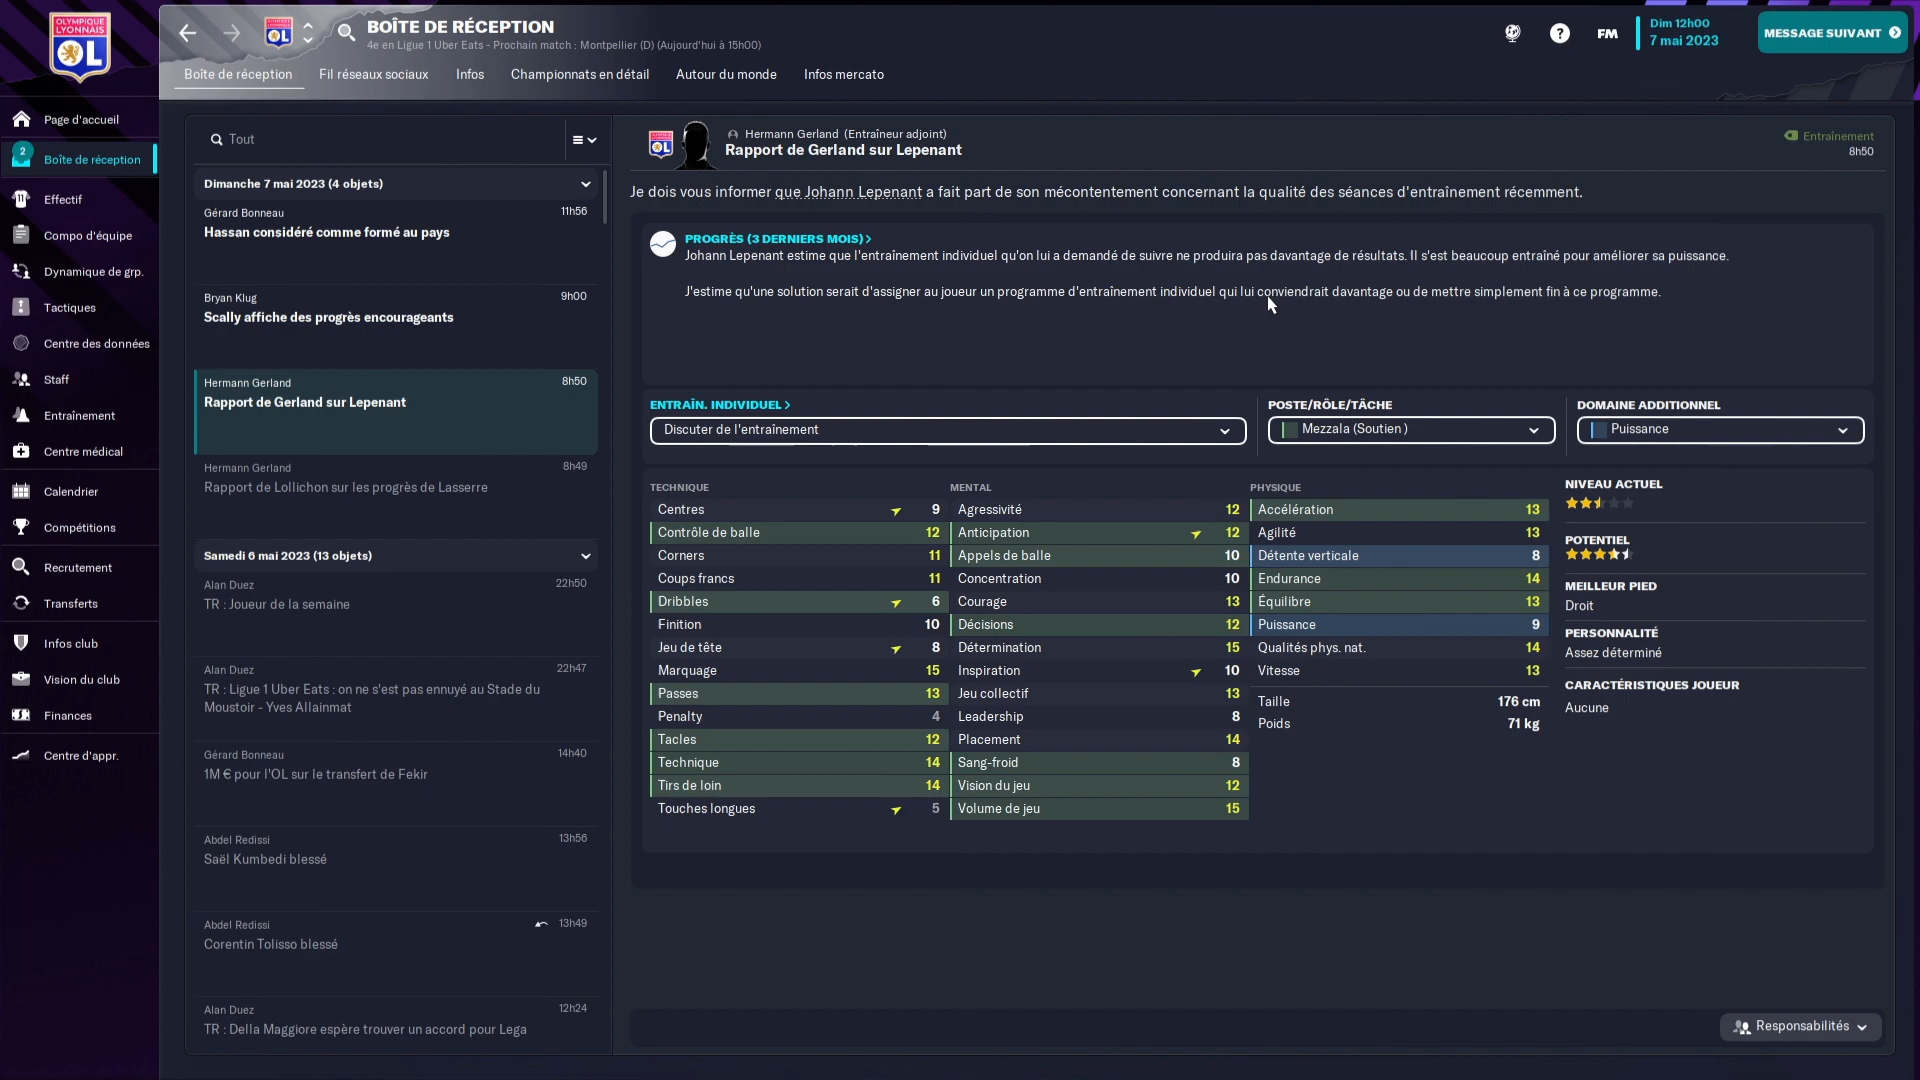 OLYMPIQUE
LYONNAIS
OL
BOÎTE DE RÉCEPTION
4e en Ligue 1 Uber Eats - Prochain match : Montpellier (D) (Aujourd'hui à 15h00)
FM
Dim 12h00
7 mai 2023
MESSAGE SUIVANT
Boîte de réception
Fil réseaux sociaux
Infos
Championnats en détail
Autour du monde
Infos mercato
Page d'accueil
2
Boîte de réception
Effectif
Compo d'équipe
Dynamique de grp.
Tactiques
Centre des données
Staff
Entraînement
Centre médical
Calendrier
Compétitions
Recrutement
Transferts
Infos club
Vision du club
Finances
Centre d'appr.
Tout
Dimanche 7 mai 2023 (4 objets)
Gérard Bonneau 11h56
Hassan considéré comme formé au pays
Bryan Klug 9h00
Scally affiche des progrès encourageants
Hermann Gerland 8h50
Rapport de Gerland sur Lepenant
Hermann Gerland 8h49
Rapport de Lollichon sur les progrès de Lasserre
Samedi 6 mai 2023 (13 objets)
Alan Duez 22h50
TR : Joueur de la semaine
Alan Duez 22h47
TR : Ligue 1 Uber Eats : on ne s'est pas ennuyé au Stade du
Moustoir - Yves Allainmat
Gérard Bonneau 14h40
1M € pour l'OL sur le transfert de Fekir
Abdel Redissi 13h56
Saël Kumbedi blessé
Abdel Redissi 13h49
Corentin Tolisso blessé
Alan Duez 12h24
TR : Della Maggiore espère trouver un accord pour Lega
Hermann Gerland (Entraîneur adjoint)
Rapport de Gerland sur Lepenant
Entraînement
8h50
Je dois vous informer que Johann Lepenant a fait part de son mécontentement concernant la qualité des séances d'entraînement récemment.
PROGRÈS (3 DERNIERS MOIS)
Johann Lepenant estime que l'entraînement individuel qu'on lui a demandé de suivre ne produira pas davantage de résultats. Il s'est beaucoup entraîné pour améliorer sa puissance.
J'estime qu'une solution serait d'assigner au joueur un programme d'entraînement individuel qui lui conviendrait davantage ou de mettre simplement fin à ce programme.
ENTRAÎN. INDIVIDUEL
Discuter de l'entraînement
POSTE/RÔLE/TÂCHE
Mezzala (Soutien )
DOMAINE ADDITIONNEL
Puissance
TECHNIQUE
Centres 9
Contrôle de balle 12
Corners 11
Coups francs 11
Dribbles 6
Finition 10
Jeu de tête 8
Marquage 15
Passes 13
Penalty 4
Tacles 12
Technique 14
Tirs de loin 14
Touches longues 5
MENTAL
Agressivité 12
Anticipation 12
Appels de balle 10
Concentration 10
Courage 13
Décisions 12
Détermination 15
Inspiration 10
Jeu collectif 13
Leadership 8
Placement 14
Sang-froid 8
Vision du jeu 12
Volume de jeu 15
PHYSIQUE
Accélération 13
Agilité 13
Détente verticale 8
Endurance 14
Équilibre 13
Puissance 9
Qualités phys. nat. 14
Vitesse 13
Taille 176 cm
Poids 71 kg
NIVEAU ACTUEL
POTENTIEL
MEILLEUR PIED
Droit
PERSONNALITÉ
Assez déterminé
CARACTÉRISTIQUES JOUEUR
Aucune
Responsabilités